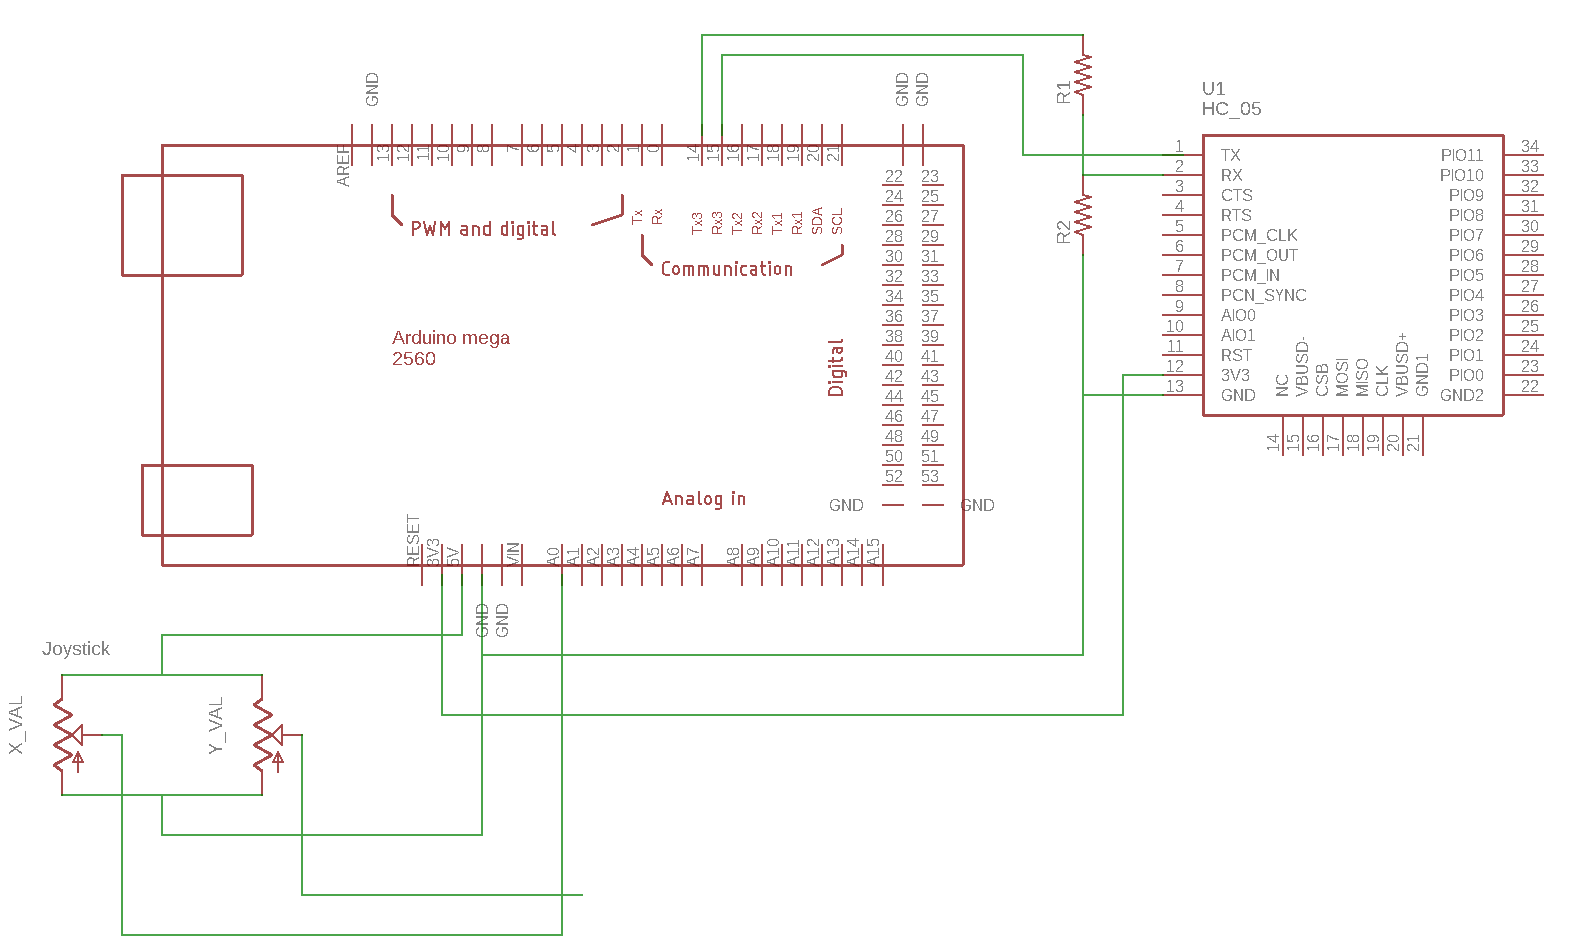 GND
GND
GND
R1
U1
HC_05
AREF
13
12
11
10
9
8
7
6
5
4
3
2
1
0
14
15
16
17
18
19
20
21
Tx
Rx
Tx3
Rx3
Tx2
Rx2
Tx1
Rx1
SDA
SCL
PWM and digital
Communication
22 23
24 25
26 27
28 29
30 31
32 33
34 35
36 37
38 39
40 41
42 43
44 45
46 47
48 49
50 51
52 53
GND GND
Arduino mega
2560
Digital
Analog in
R2
1 TX PIO11 34
2 RX PIO10 33
3 CTS PIO9 32
4 RTS PIO8 31
5 PCM_CLK PIO7 30
6 PCM_OUT PIO6 29
7 PCM_IN PIO5 28
8 PCN_SYNC PIO4 27
9 AIO0 PIO3 26
10 AIO1 PIO2 25
11 RST PIO1 24
12 3V3 PIO0 23
13 GND GND2 22
NC
VBUSD-
CSB
MOSI
MISO
CLK
VBUSD+
GND1
14
15
16
17
18
19
20
21
RESET
3V3
5V
GND
GND
VIN
A0
A1
A2
A3
A4
A5
A6
A7
A8
A9
A10
A11
A12
A13
A14
A15
Joystick
X_VAL
Y_VAL